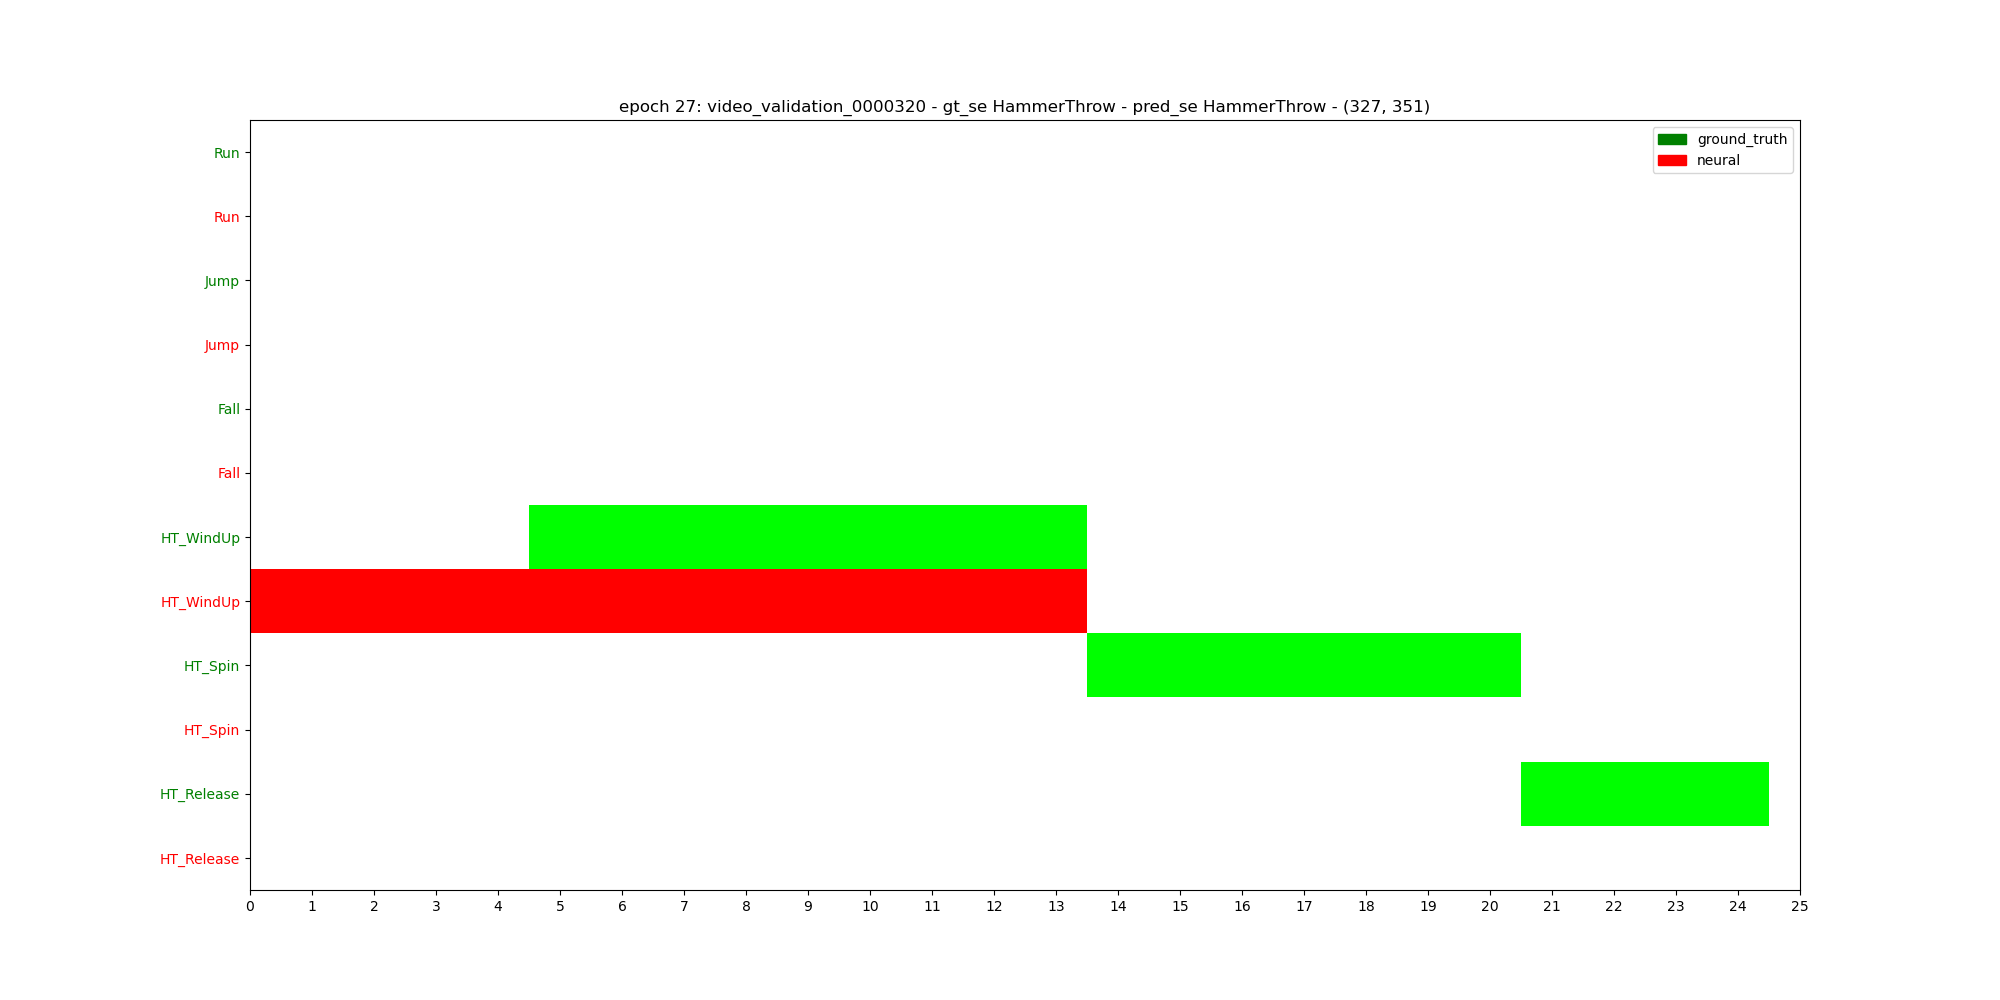 epoch 27: video_validation_0000320 - gt_se HammerThrow - pred_se HammerThrow - (327, 351)
ground_truth
neural
Run
Run
Jump
Jump
Fall
Fall
HT_WindUp
HT_WindUp
HT_Spin
HT_Spin
HT_Release
HT_Release
0 1 2 3 4 5 6 7 8 9 10 11 12 13 14 15 16 17 18 19 20 21 22 23 24 25